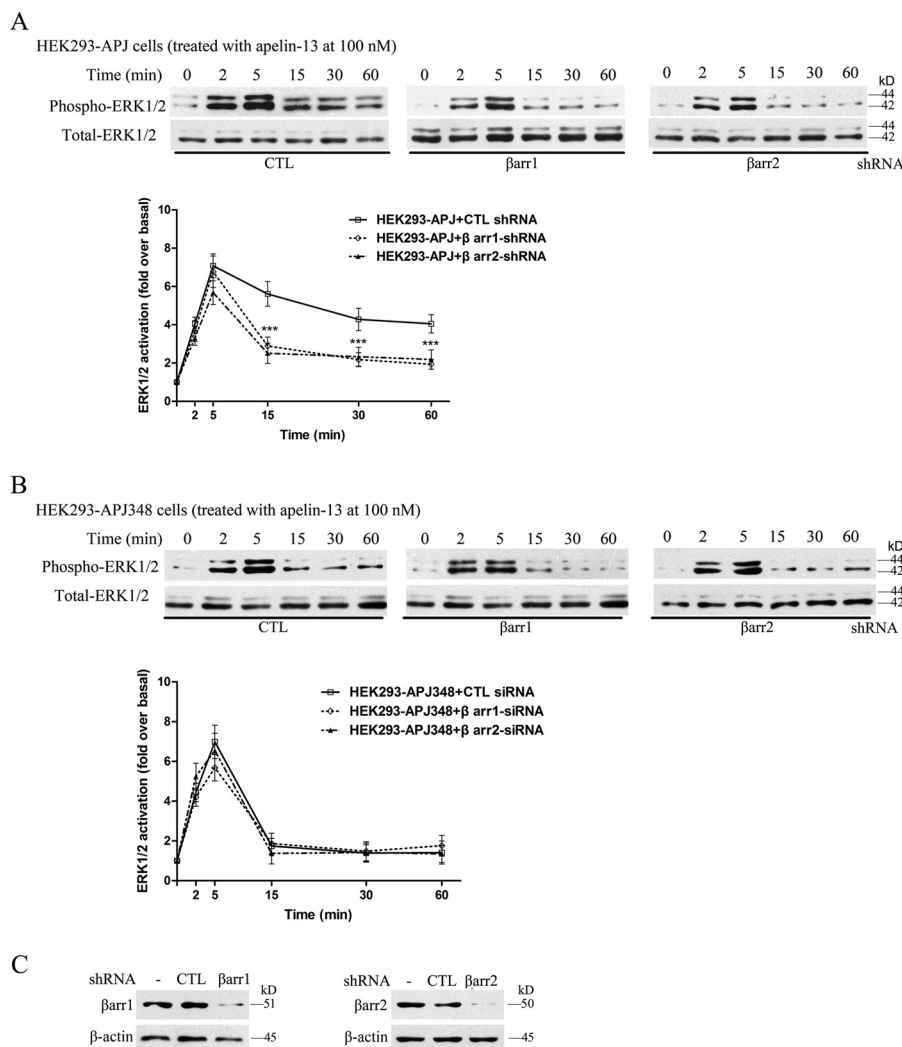 A
HEK293-APJ cells (treated with apelin-13 at 100 nM)
Time (min) 0 2 5 15 30 60 0 2 5 15 30 60 0 2 5 15 30 60 kD
Phospho-ERK1/2 44
42
Total-ERK1/2 44
42
CTL βarr1 βarr2 shRNA
HEK293-APJ+CTL shRNA
HEK293-APJ+β arr1-shRNA
HEK293-APJ+β arr2-shRNA
ERK1/2 activation (fold over basal)
10
8
6
4
2
0
*** *** ***
2 5 15 30 60
Time (min)
B
HEK293-APJ348 cells (treated with apelin-13 at 100 nM)
Time (min) 0 2 5 15 30 60 0 2 5 15 30 60 0 2 5 15 30 60 kD
Phospho-ERK1/2 44
42
Total-ERK1/2 44
42
CTL βarr1 βarr2 shRNA
HEK293-APJ348+CTL siRNA
HEK293-APJ348+β arr1-siRNA
HEK293-APJ348+β arr2-siRNA
ERK1/2 activation (fold over basal)
10
8
6
4
2
0
2 5 15 30 60
Time (min)
C
shRNA - CTL βarr1 kD
βarr1 51
β-actin 45
shRNA - CTL βarr2 kD
βarr2 50
β-actin 45